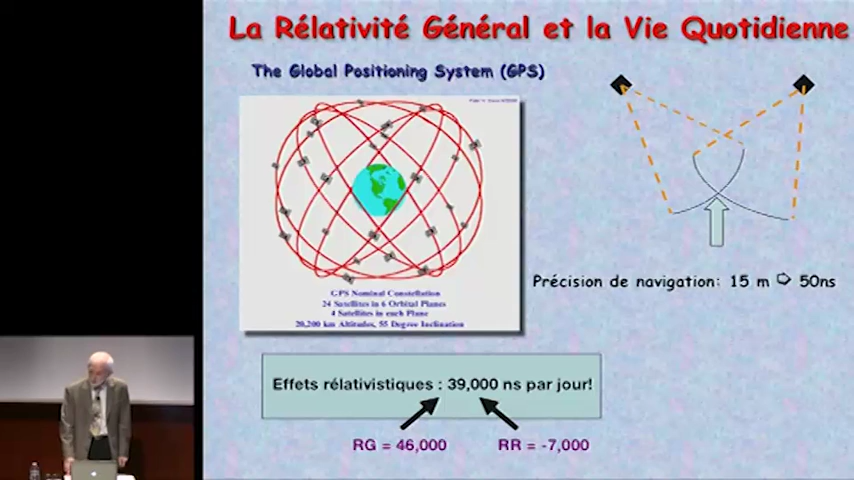 La Rélativité Général et la Vie Quotidienne
The Global Positioning System (GPS)
GPS Nominal Constellation
24 Satellites in 6 Orbital Planes
4 Satellites in each Plane
20,200 km Altitudes, 55 Degree Inclination
Précision de navigation: 15 m ➩ 50ns
Effets rélativistiques : 39,000 ns par jour!
RG = 46,000
RR = -7,000